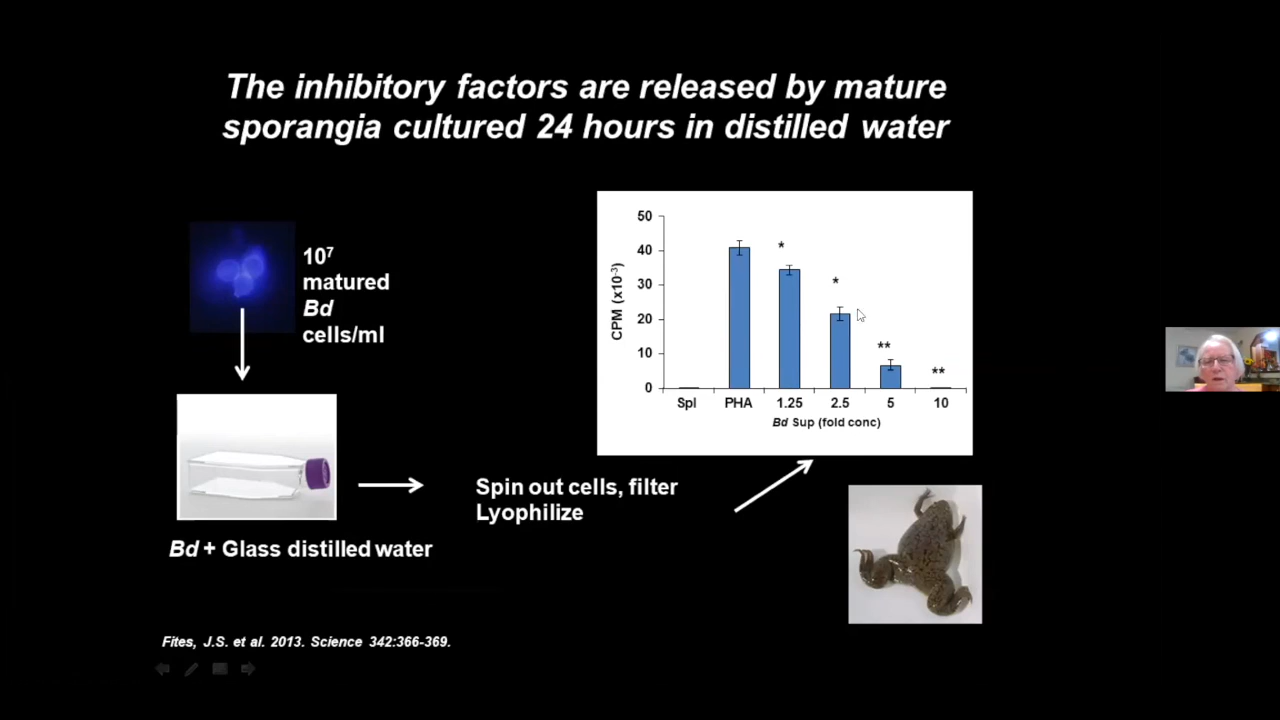 The inhibitory factors are released by mature
sporangia cultured 24 hours in distilled water
10⁷
matured
Bd
cells/ml
Bd + Glass distilled water
Spin out cells, filter
Lyophilize
CPM (x10⁻³)
50
40
30
20
10
0
*
*
**
**
Spl PHA 1.25 2.5 5 10
Bd Sup (fold conc)
Fites, J.S. et al. 2013. Science 342:366-369.